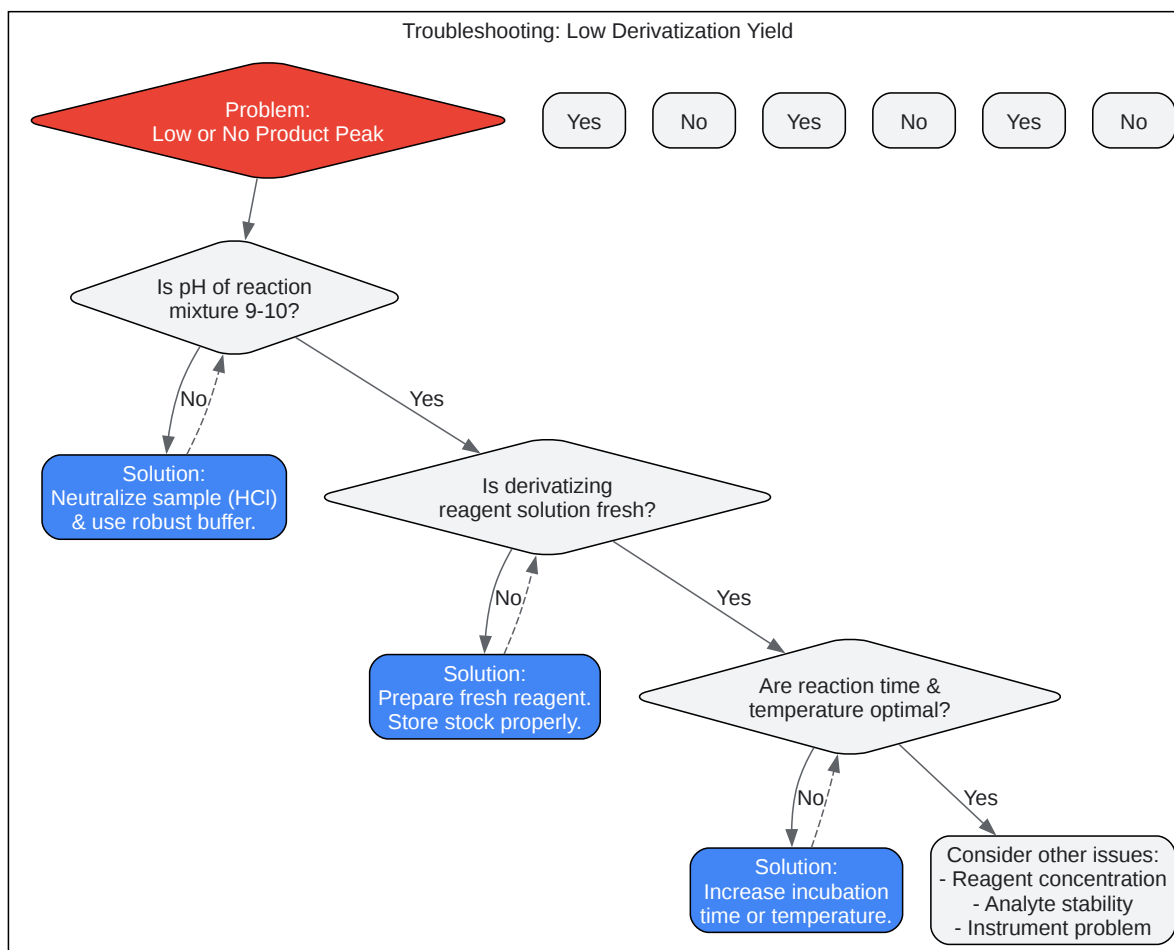 Troubleshooting: Low Derivatization Yield
Problem:
Low or No Product Peak
Yes
No
Yes
No
Yes
No
Is pH of reaction
mixture 9-10?
No
Yes
Solution:
Neutralize sample (HCl)
& use robust buffer.
Is derivatizing
reagent solution fresh?
No
Yes
Solution:
Prepare fresh reagent.
Store stock properly.
Are reaction time &
temperature optimal?
No
Yes
Solution:
Increase incubation
time or temperature.
Consider other issues:
- Reagent concentration
- Analyte stability
- Instrument problem